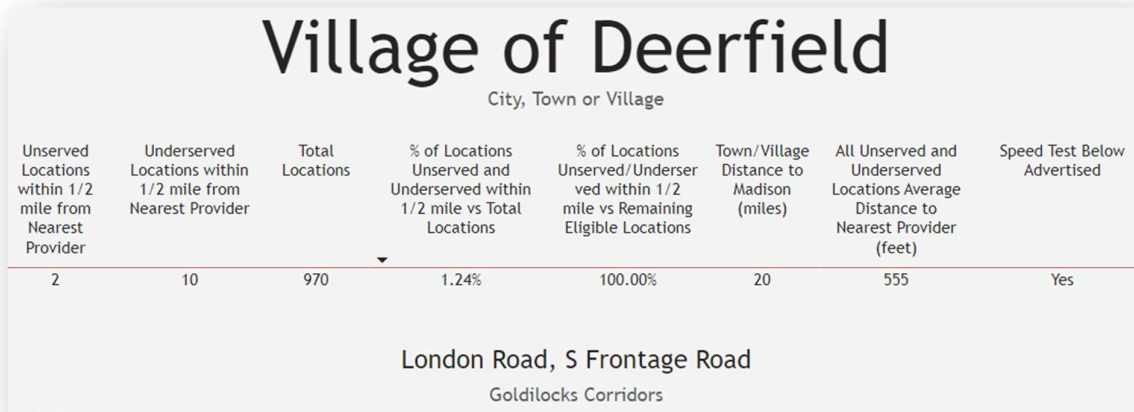 Village of Deerfield
City, Town or Village
Unserved
Locations
within 1/2
mile from
Nearest
Provider
Underserved
Locations within
1/2 mile from
Nearest Provider
Total
Locations
% of Locations
Unserved and
Underserved within
1/2 mile vs Total
Locations
% of Locations
Unserved/Underser
ved within 1/2
mile vs Remaining
Eligible Locations
Town/Village
Distance to
Madison
(miles)
All Unserved and
Underserved
Locations Average
Distance to
Nearest Provider
(feet)
Speed Test Below
Advertised
2 10 970 1.24% 100.00% 20 555 Yes
London Road, S Frontage Road
Goldilocks Corridors